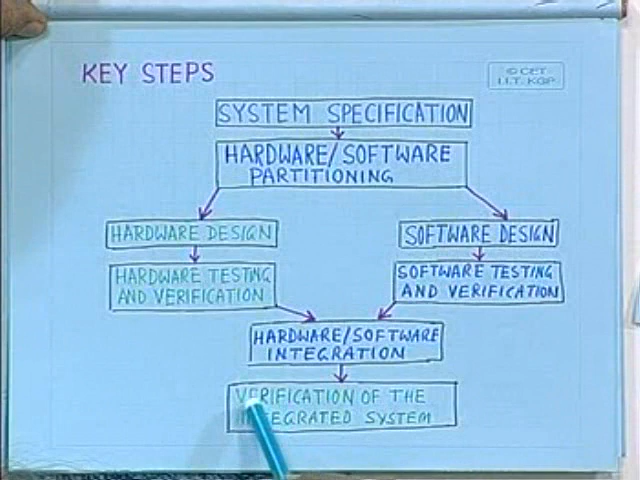 KEY STEPS
© CET
I.I.T. KGP
SYSTEM SPECIFICATION
HARDWARE/SOFTWARE
PARTITIONING
HARDWARE DESIGN
SOFTWARE DESIGN
HARDWARE TESTING
AND VERIFICATION
SOFTWARE TESTING
AND VERIFICATION
HARDWARE/SOFTWARE
INTEGRATION
VERIFICATION OF THE
INTEGRATED SYSTEM